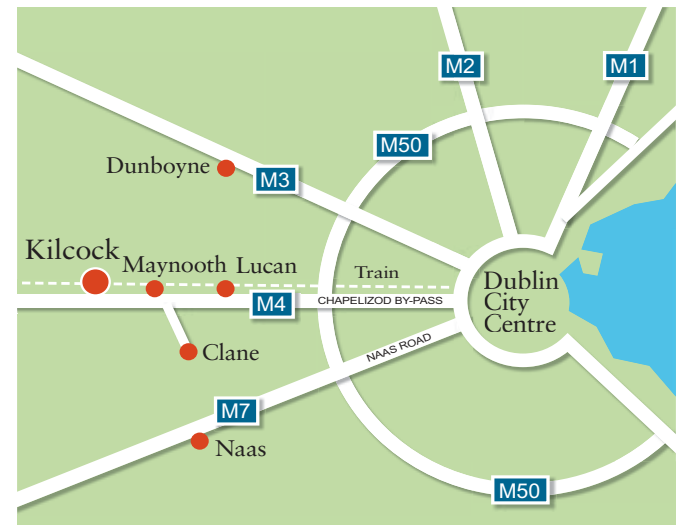 M2
M1
M50
Dunboyne
M3
Kilcock
Maynooth
Lucan
Train
M4
CHAPELIZOD BY-PASS
Dublin
City
Centre
Clane
NAAS ROAD
M7
Naas
M50